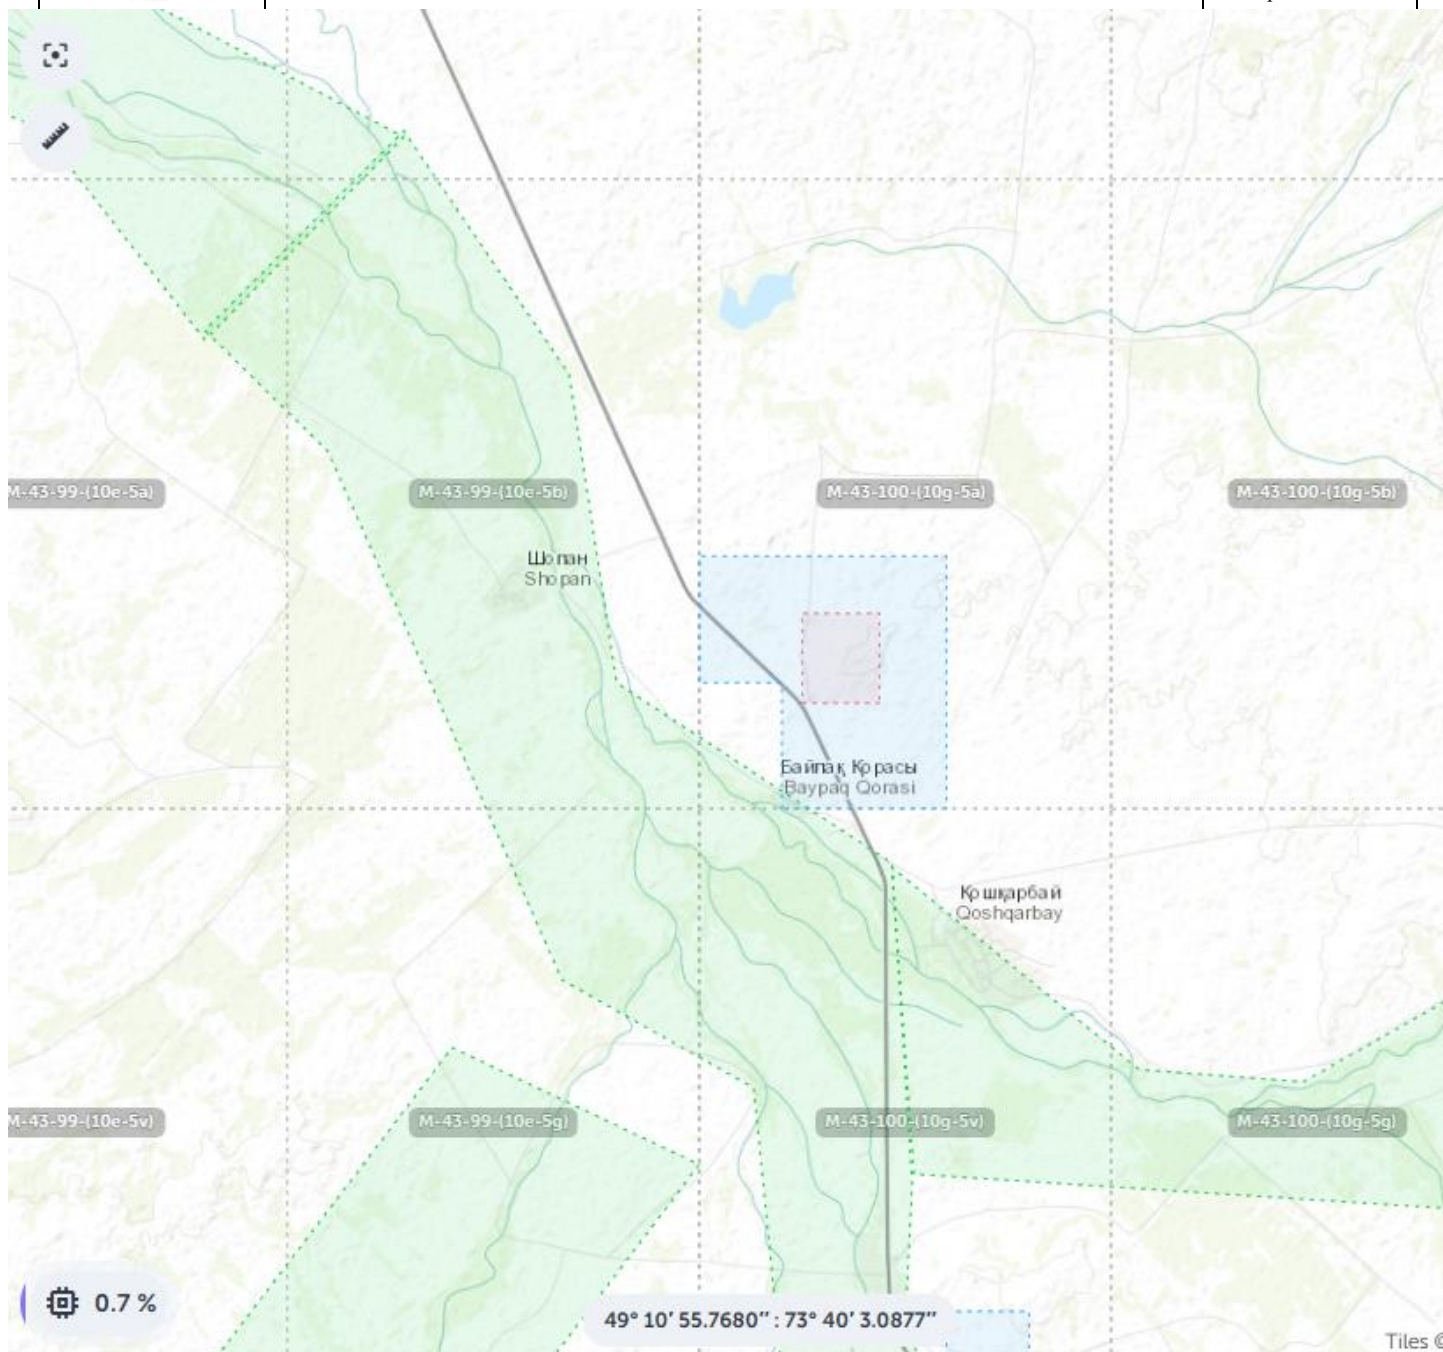 M-43-99-(10e-5a)
M-43-99-(10e-5b)
M-43-100-(10g-5a)
M-43-100-(10g-5b)
Шопан
Shopan
Байпақ Қорасы
Baypaq Qorasi
Қошқарбай
Qoshqarbay
M-43-99-(10e-5v)
M-43-99-(10e-5g)
M-43-100-(10g-5v)
M-43-100-(10g-5g)
0.7 %
49° 10′ 55.7680″ : 73° 40′ 3.0877″
Tiles ©